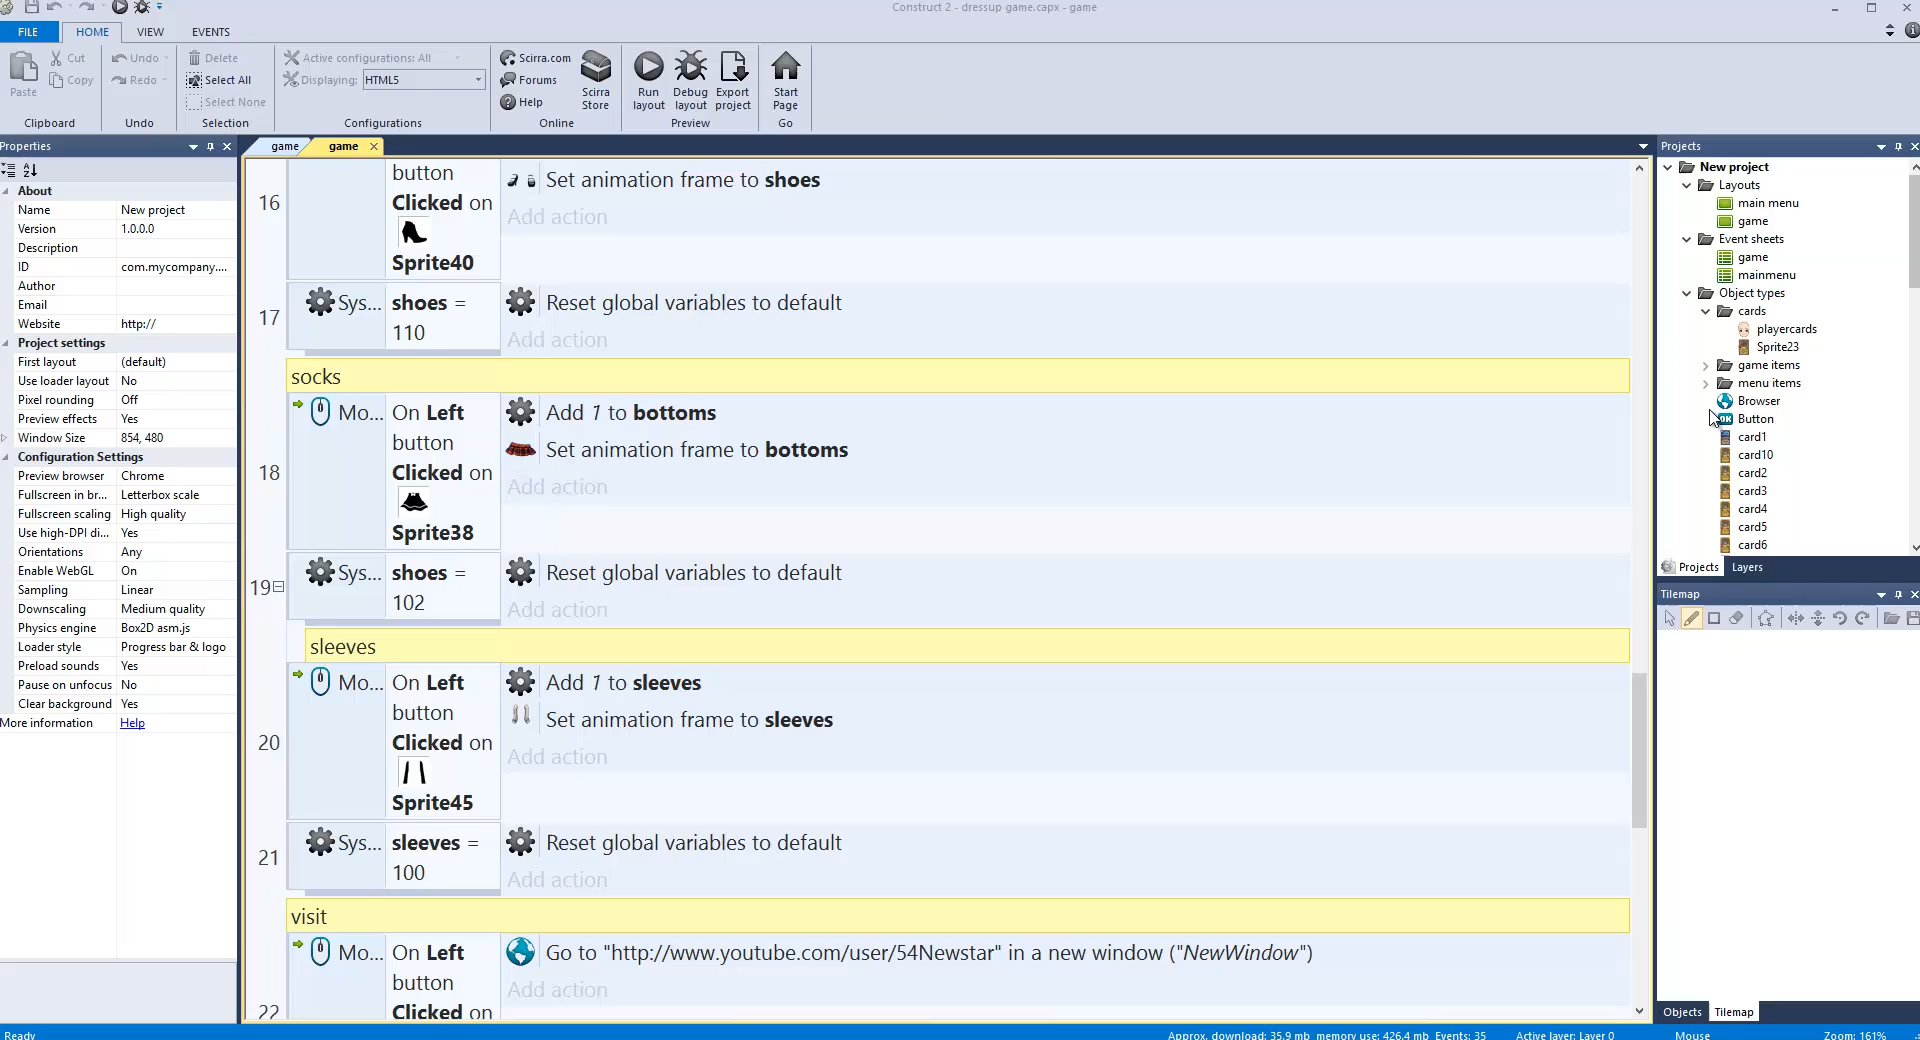 Construct 2 - dressup game.capx - game
FILE HOME VIEW EVENTS
Paste
Cut
Copy
Clipboard
Undo
Redo
Undo
Delete
Select All
Select None
Selection
Active configurations: All
Displaying: HTML5
Configurations
Scirra.com
Forums
Help
Scirra Store
Online
Run layout
Debug layout
Export project
Preview
Start Page
Go
Properties
About
Name New project
Version 1.0.0.0
Description
ID com.mycompany....
Author
Email
Website http://
Project settings
First layout (default)
Use loader layout No
Pixel rounding Off
Preview effects Yes
Window Size 854, 480
Configuration Settings
Preview browser Chrome
Fullscreen in br... Letterbox scale
Fullscreen scaling High quality
Use high-DPI di... Yes
Orientations Any
Enable WebGL On
Sampling Linear
Downscaling Medium quality
Physics engine Box2D asm.js
Loader style Progress bar & logo
Preload sounds Yes
Pause on unfocus No
Clear background Yes
More information Help
game game
16 button
Clicked on
Sprite40
Set animation frame to shoes
Add action
17 Sys... shoes =
110
Reset global variables to default
Add action
socks
18 Mo... On Left
button
Clicked on
Sprite38
Add 1 to bottoms
Set animation frame to bottoms
Add action
19 Sys... shoes =
102
Reset global variables to default
Add action
sleeves
20 Mo... On Left
button
Clicked on
Sprite45
Add 1 to sleeves
Set animation frame to sleeves
Add action
21 Sys... sleeves =
100
Reset global variables to default
Add action
visit
22 Mo... On Left
button
Clicked on
Go to "http://www.youtube.com/user/54Newstar" in a new window ("NewWindow")
Add action
Projects
New project
Layouts
main menu
game
Event sheets
game
mainmenu
Object types
cards
playercards
Sprite23
game items
menu items
Browser
OK Button
card1
card10
card2
card3
card4
card5
card6
Projects Layers
Tilemap
Objects Tilemap
Ready
Approx. download: 35.9 mb memory use: 426.4 mb Events: 35 Active layer: Layer 0 Mouse Zoom: 161%